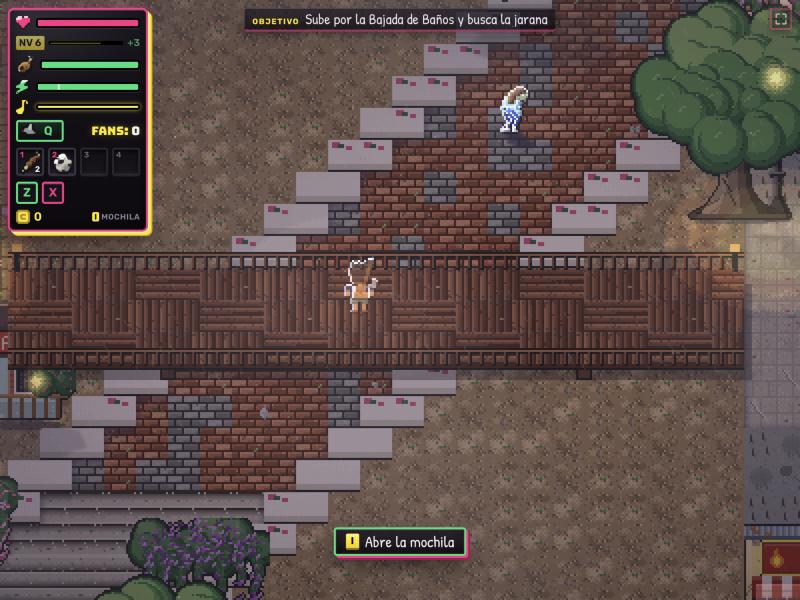 OBJETIVO Sube por la Bajada de Baños y busca la jarana
NV 6 +3
Q FANS: 0
1 2 2 3 4
Z X
C 0 I MOCHILA
I Abre la mochila